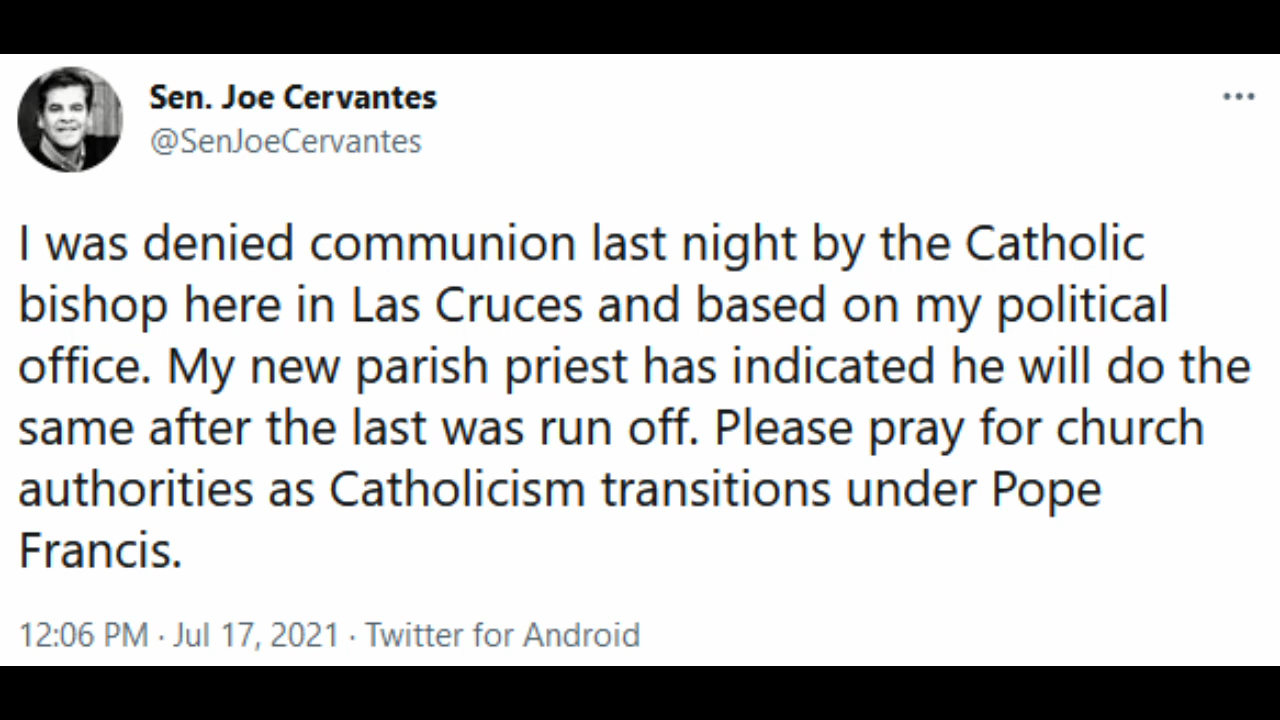 Sen. Joe Cervantes
@SenJoeCervantes
I was denied communion last night by the Catholic
bishop here in Las Cruces and based on my political
office. My new parish priest has indicated he will do the
same after the last was run off. Please pray for church
authorities as Catholicism transitions under Pope
Francis.
12:06 PM · Jul 17, 2021 · Twitter for Android